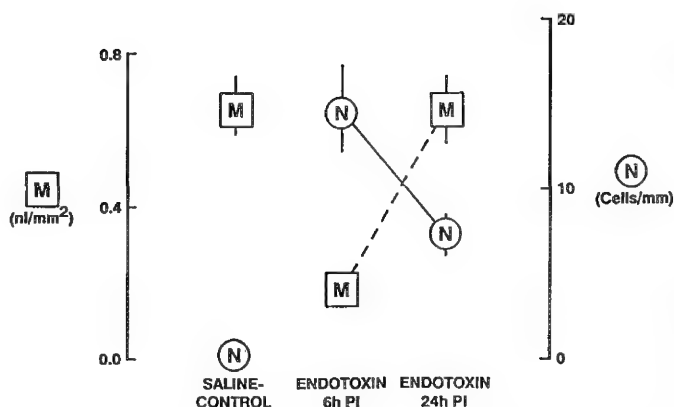 20
0.8
M
N
M
M
(nl/mm²)
0.4
10
N
(Cells/mm)
N
M
0.0
N
0
SALINE-
CONTROL
ENDOTOXIN
6h PI
ENDOTOXIN
24h PI